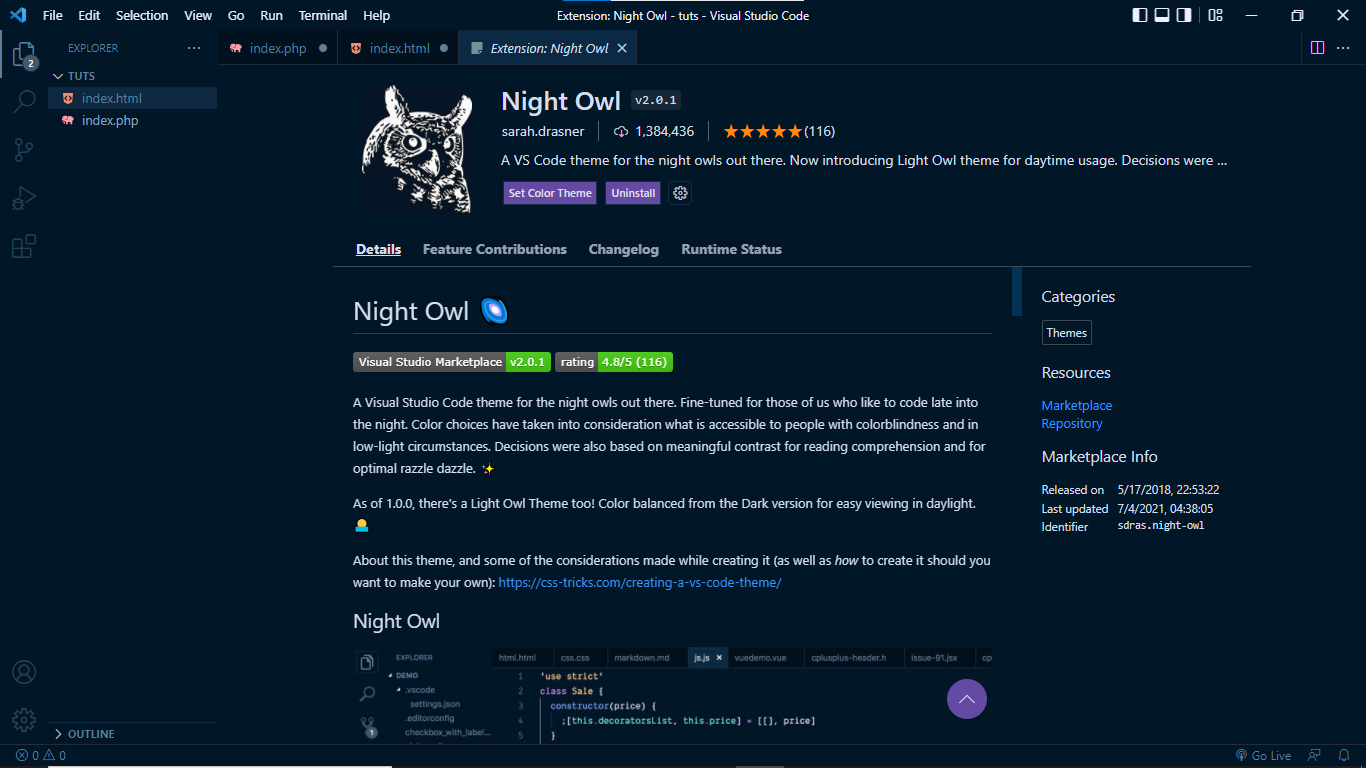 File Edit Selection View Go Run Terminal Help
Extension: Night Owl - tuts - Visual Studio Code
2
EXPLORER
TUTS
index.html
index.php
OUTLINE
index.php
index.html
Extension: Night Owl
Night Owl v2.0.1
sarah.drasner 1,384,436 (116)
A VS Code theme for the night owls out there. Now introducing Light Owl theme for daytime usage. Decisions were ...
Set Color Theme Uninstall
Details Feature Contributions Changelog Runtime Status
Night Owl
Visual Studio Marketplace v2.0.1 rating 4.8/5 (116)
A Visual Studio Code theme for the night owls out there. Fine-tuned for those of us who like to code late into
the night. Color choices have taken into consideration what is accessible to people with colorblindness and in
low-light circumstances. Decisions were also based on meaningful contrast for reading comprehension and for
optimal razzle dazzle.
As of 1.0.0, there's a Light Owl Theme too! Color balanced from the Dark version for easy viewing in daylight.
About this theme, and some of the considerations made while creating it (as well as how to create it should you
want to make your own): https://css-tricks.com/creating-a-vs-code-theme/
Night Owl
EXPLORER
DEMO
.vscode
settings.json
.editorconfig
checkbox_with_label...
1
html.html css.css markdown.md js.js vuedemo.vue cplusplus-header.h issue-91.jsx cp
1 'use strict'
2 class Sale {
3 constructor(price) {
4 ;[this.decoratorsList, this.price] = [[], price]
5 }
Categories
Themes
Resources
Marketplace
Repository
Marketplace Info
Released on 5/17/2018, 22:53:22
Last updated 7/4/2021, 04:38:05
Identifier sdras.night-owl
0 0
Go Live